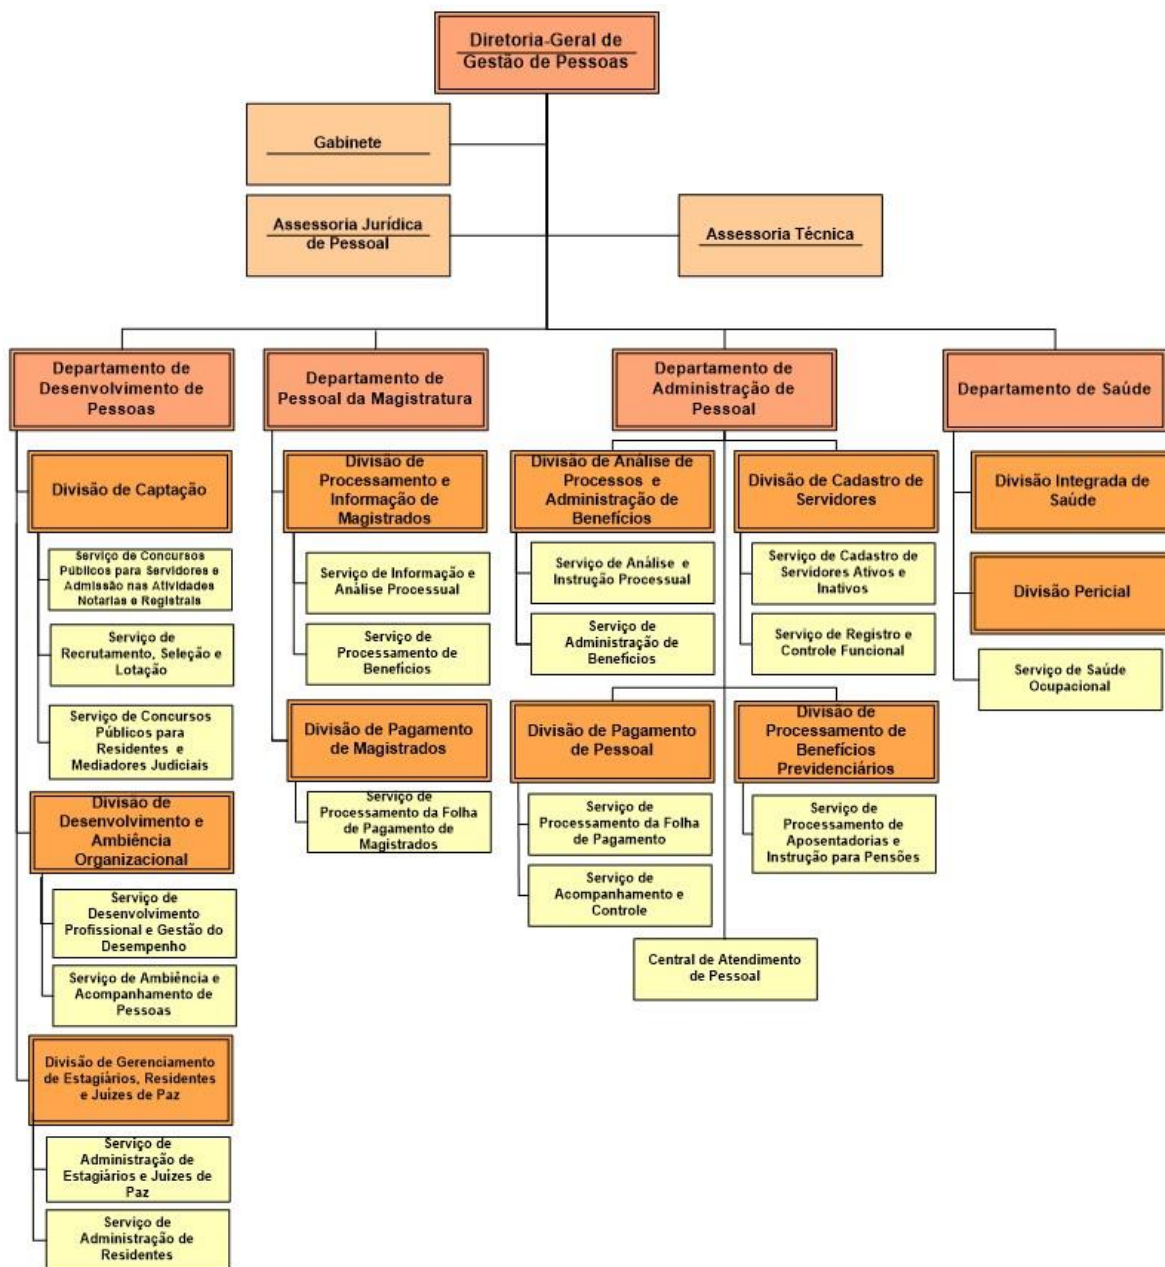 Diretoria-Geral de
Gestão de Pessoas
Gabinete
Assessoria Jurídica
de Pessoal
Assessoria Técnica
Departamento de
Desenvolvimento de
Pessoas
Departamento de
Pessoal da Magistratura
Departamento de
Administração de
Pessoal
Departamento de Saúde
Divisão de Captação
Serviço de Concursos
Públicos para Servidores e
Admissão nas Atividades
Notarias e Registrais
Serviço de
Recrutamento, Seleção e
Lotação
Serviço de Concursos
Públicos para
Residentes e
Mediadores Judiciais
Divisão de
Desenvolvimento e
Ambiência
Organizacional
Serviço de
Desenvolvimento
Profissional e Gestão do
Desempenho
Serviço de Ambiência e
Acompanhamento de
Pessoas
Divisão de Gerenciamento
de Estagiários, Residentes
e Juízes de Paz
Serviço de
Administração de
Estagiários e Juízes de
Paz
Serviço de
Administração de
Residentes
Divisão de
Processamento e
Informação de
Magistrados
Serviço de Informação e
Análise Processual
Serviço de
Processamento de
Benefícios
Divisão de Pagamento
de Magistrados
Serviço de
Processamento da Folha
de Pagamento de
Magistrados
Divisão de Análise de
Processos e
Administração de
Benefícios
Serviço de Análise e
Instrução Processual
Serviço de
Administração de
Benefícios
Divisão de Cadastro de
Servidores
Serviço de Cadastro de
Servidores Ativos e
Inativos
Serviço de Registro e
Controle Funcional
Divisão de Pagamento
de Pessoal
Serviço de
Processamento da Folha
de Pagamento
Serviço de
Acompanhamento e
Controle
Divisão de
Processamento de
Benefícios
Previdenciários
Serviço de
Processamento de
Aposentadorias e
Instrução para Pensões
Central de Atendimento
de Pessoal
Divisão Integrada de
Saúde
Divisão Pericial
Serviço de Saúde
Ocupacional